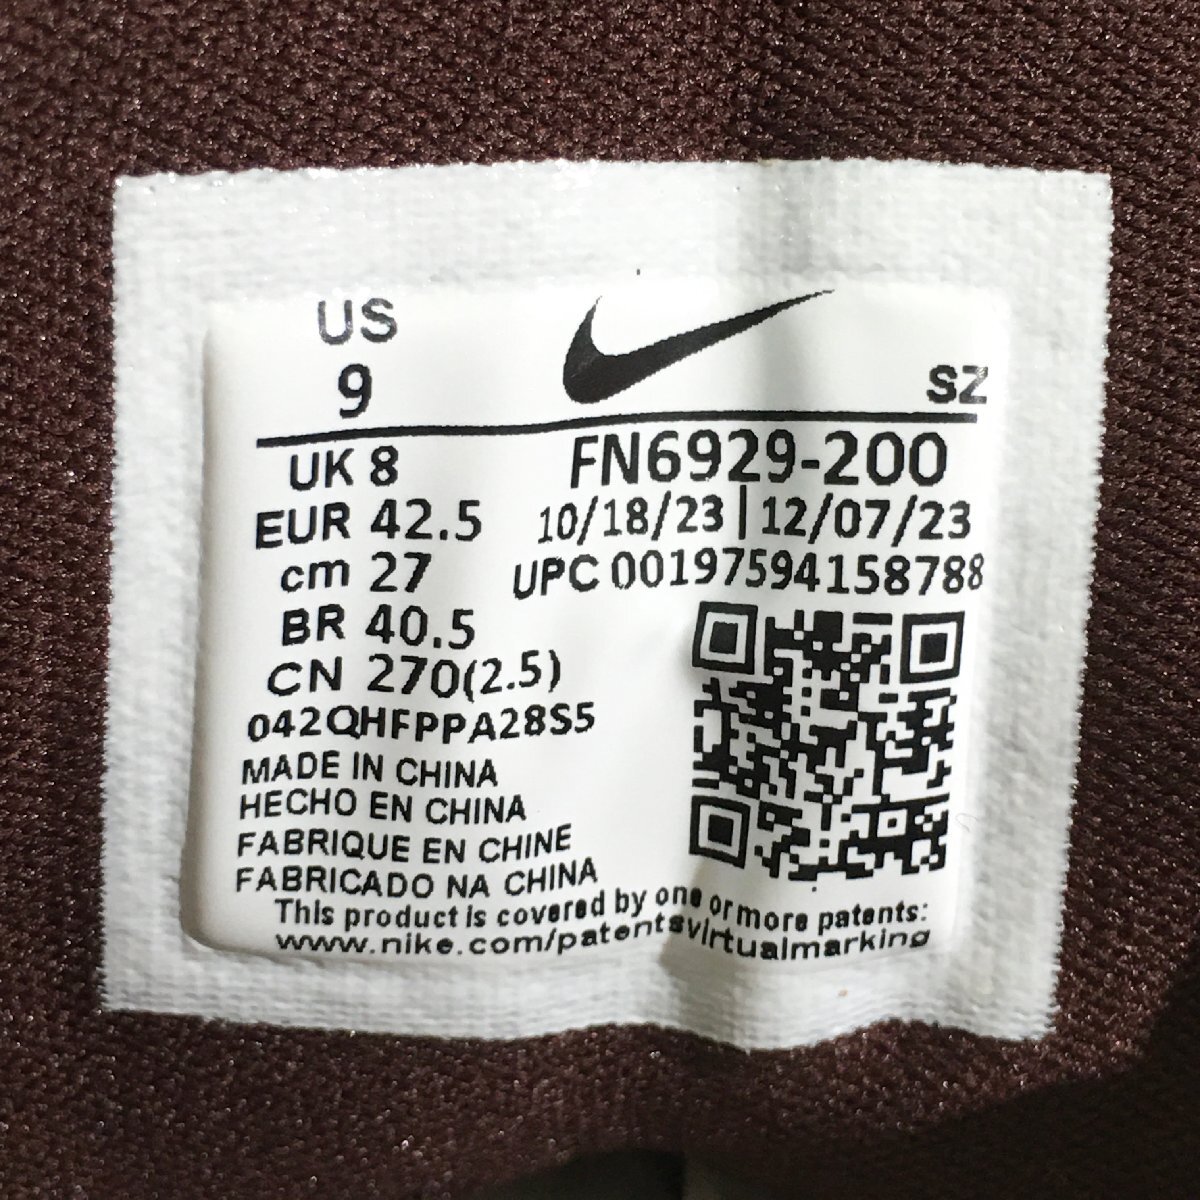 US
9
SZ
UK 8
FN6929-200
EUR 42.5
10/18/23 | 12/07/23
cm 27
UPC 00197594158788
BR 40.5
CN 270(2.5)
042QHFPPA28S5
MADE IN CHINA
HECHO EN CHINA
FABRIQUE EN CHINE
FABRICADO NA CHINA
This product is covered by one or more patents:
www.nike.com/patentsvirtualmarking